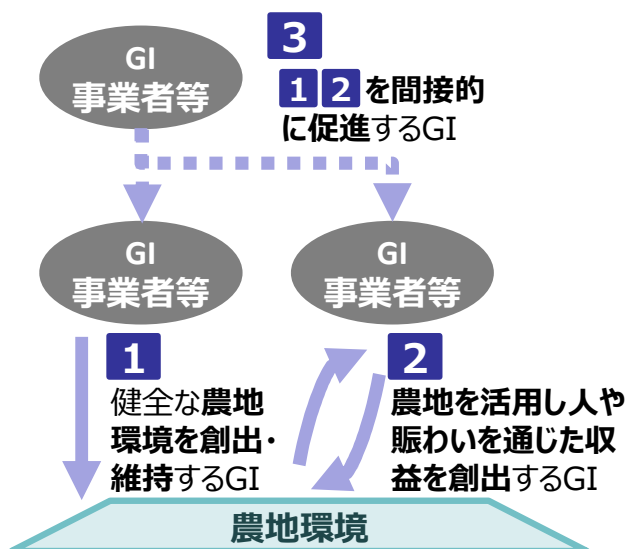 GI
事業者等
3
1 2 を間接的
に促進するGI
GI
事業者等
GI
事業者等
1
健全な農地
環境を創出・
維持するGI
2
農地を活用し人や
賑わいを通じた収
益を創出するGI
農地環境